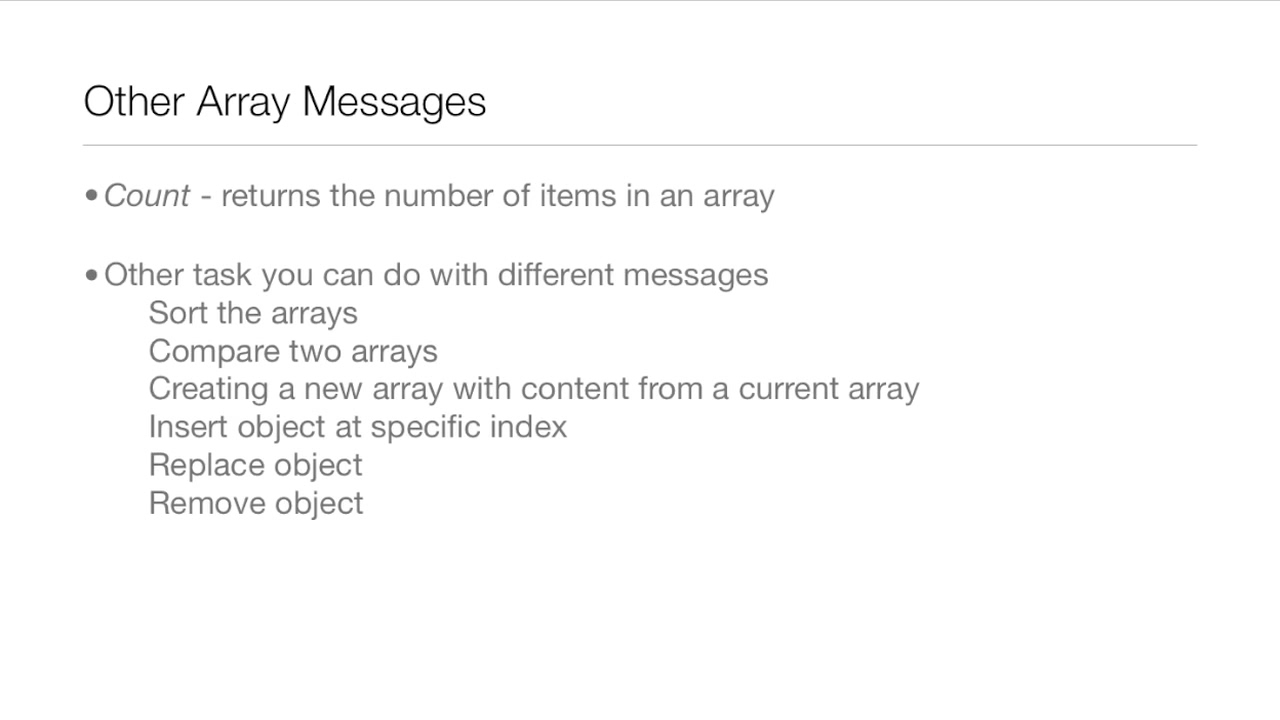 Other Array Messages
• Count - returns the number of items in an array
• Other task you can do with different messages
Sort the arrays
Compare two arrays
Creating a new array with content from a current array
Insert object at specific index
Replace object
Remove object